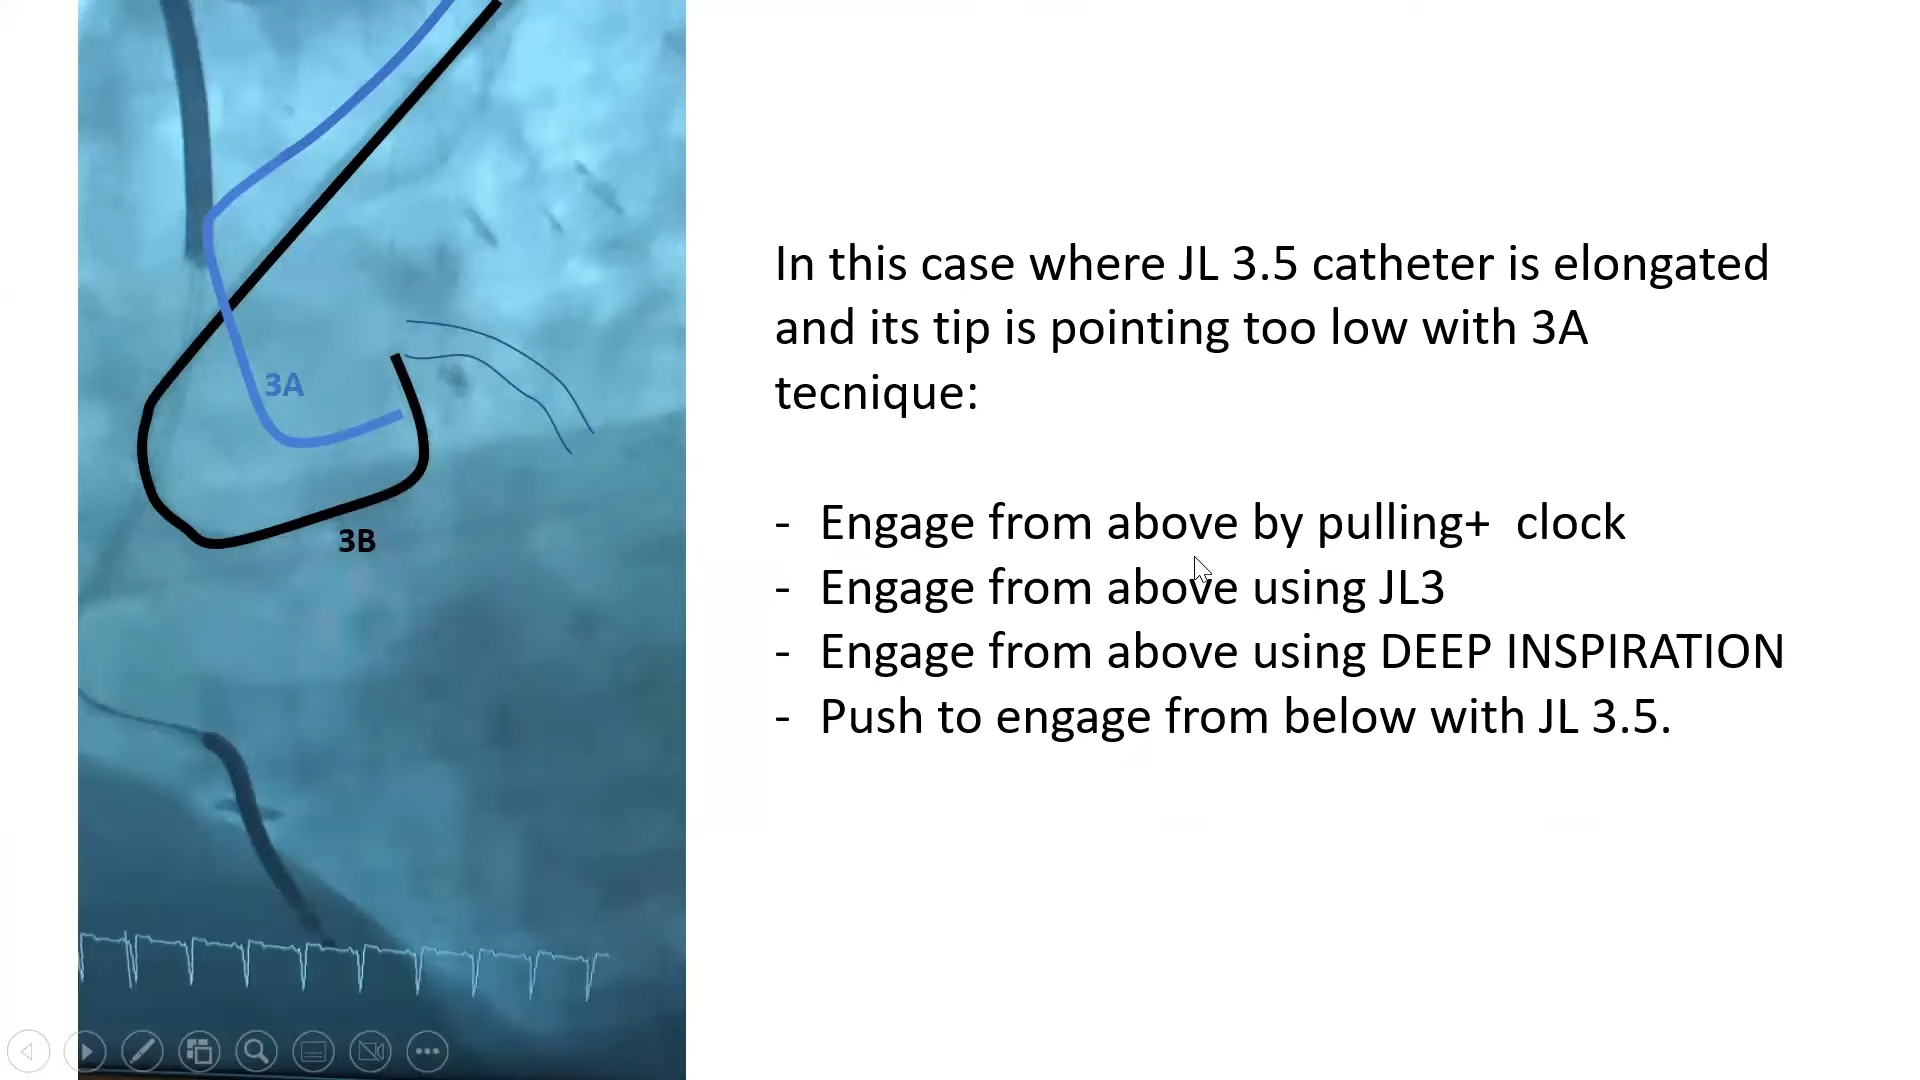 In this case where JL 3.5 catheter is elongated
and its tip is pointing too low with 3A
tecnique:
- Engage from above by pulling+ clock
- Engage from above using JL3
- Engage from above using DEEP INSPIRATION
- Push to engage from below with JL 3.5.
3A
3B